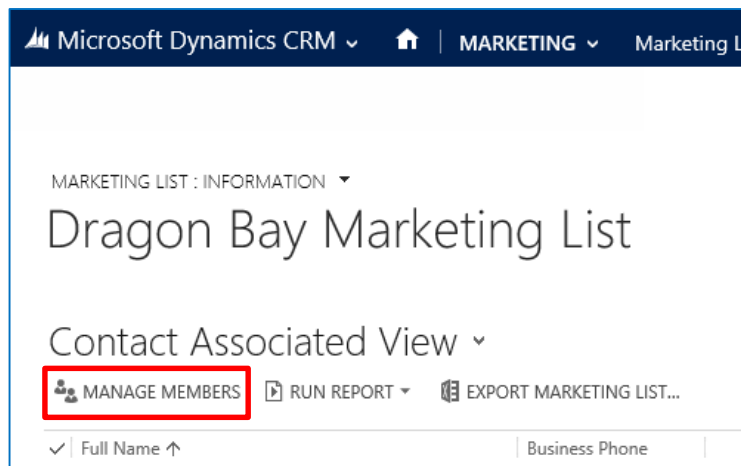 Microsoft Dynamics CRM MARKETING Marketing L
MARKETING LIST : INFORMATION
Dragon Bay Marketing List
Contact Associated View
MANAGE MEMBERS RUN REPORT EXPORT MARKETING LIST...
Full Name Business Phone